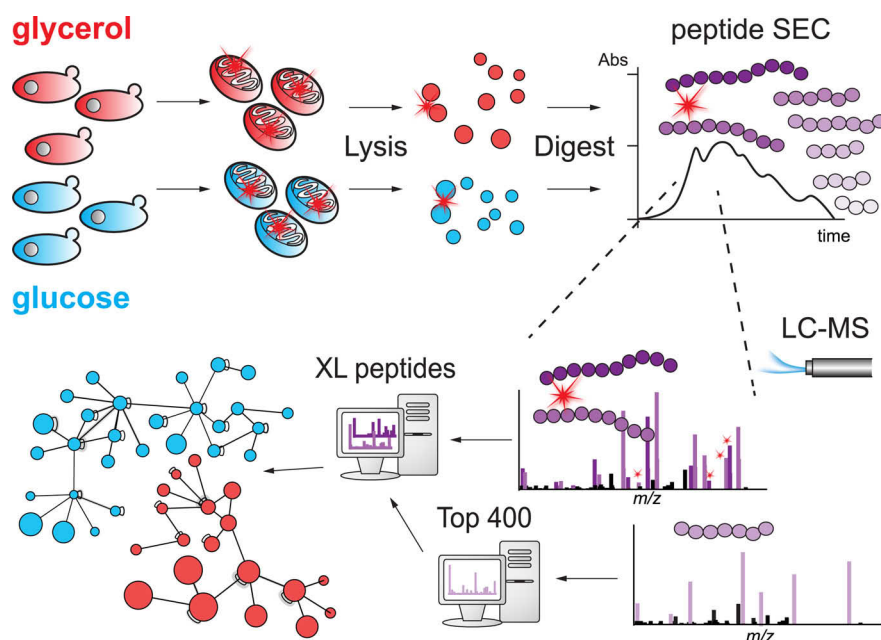 glycerol
peptide SEC
Abs
Lysis
Digest
time
glucose
LC-MS
XL peptides
m/z
Top 400
m/z